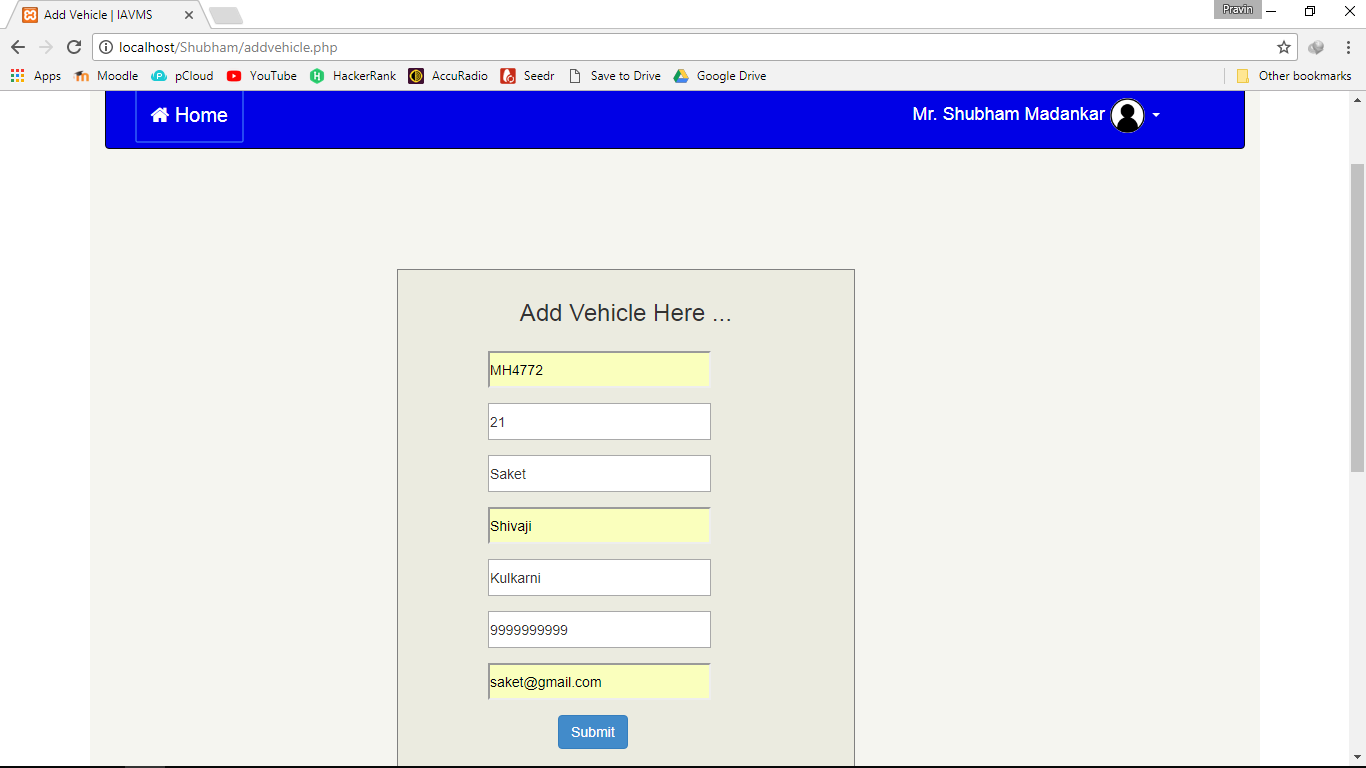 Add Vehicle | IAVMS
Pravin
localhost/Shubham/addvehicle.php
Apps Moodle pCloud YouTube HackerRank AccuRadio Seedr Save to Drive Google Drive Other bookmarks
Home Mr. Shubham Madankar
Add Vehicle Here ...
MH4772
21
Saket
Shivaji
Kulkarni
9999999999
saket@gmail.com
Submit